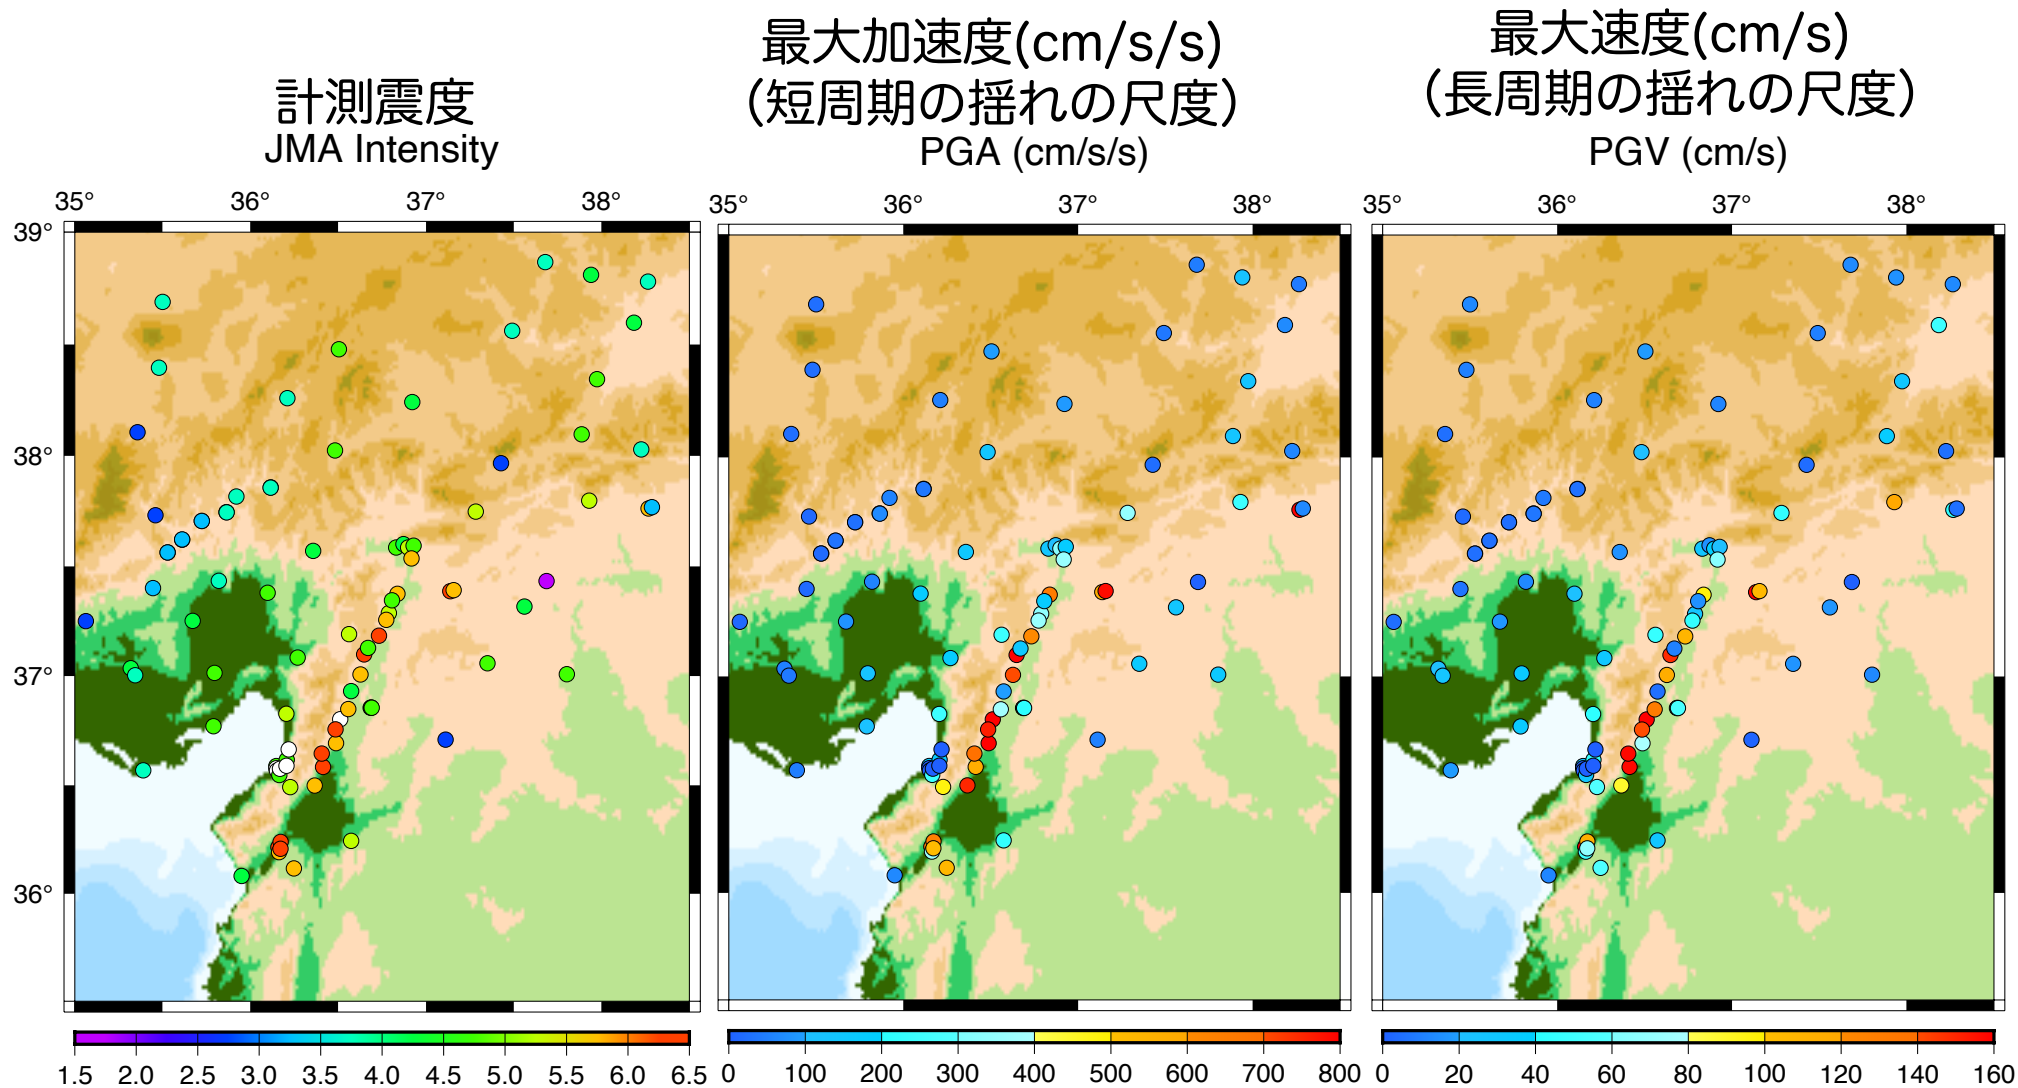 計測震度
JMA Intensity
最大加速度(cm/s/s)
(短周期の揺れの尺度)
PGA (cm/s/s)
最大速度(cm/s)
(長周期の揺れの尺度)
PGV (cm/s)
35° 36° 37° 38°
35° 36° 37° 38°
35° 36° 37° 38°
39°
38°
37°
36°
1.5 2.0 2.5 3.0 3.5 4.0 4.5 5.0 5.5 6.0 6.5
0 100 200 300 400 500 600 700 800
0 20 40 60 80 100 120 140 160